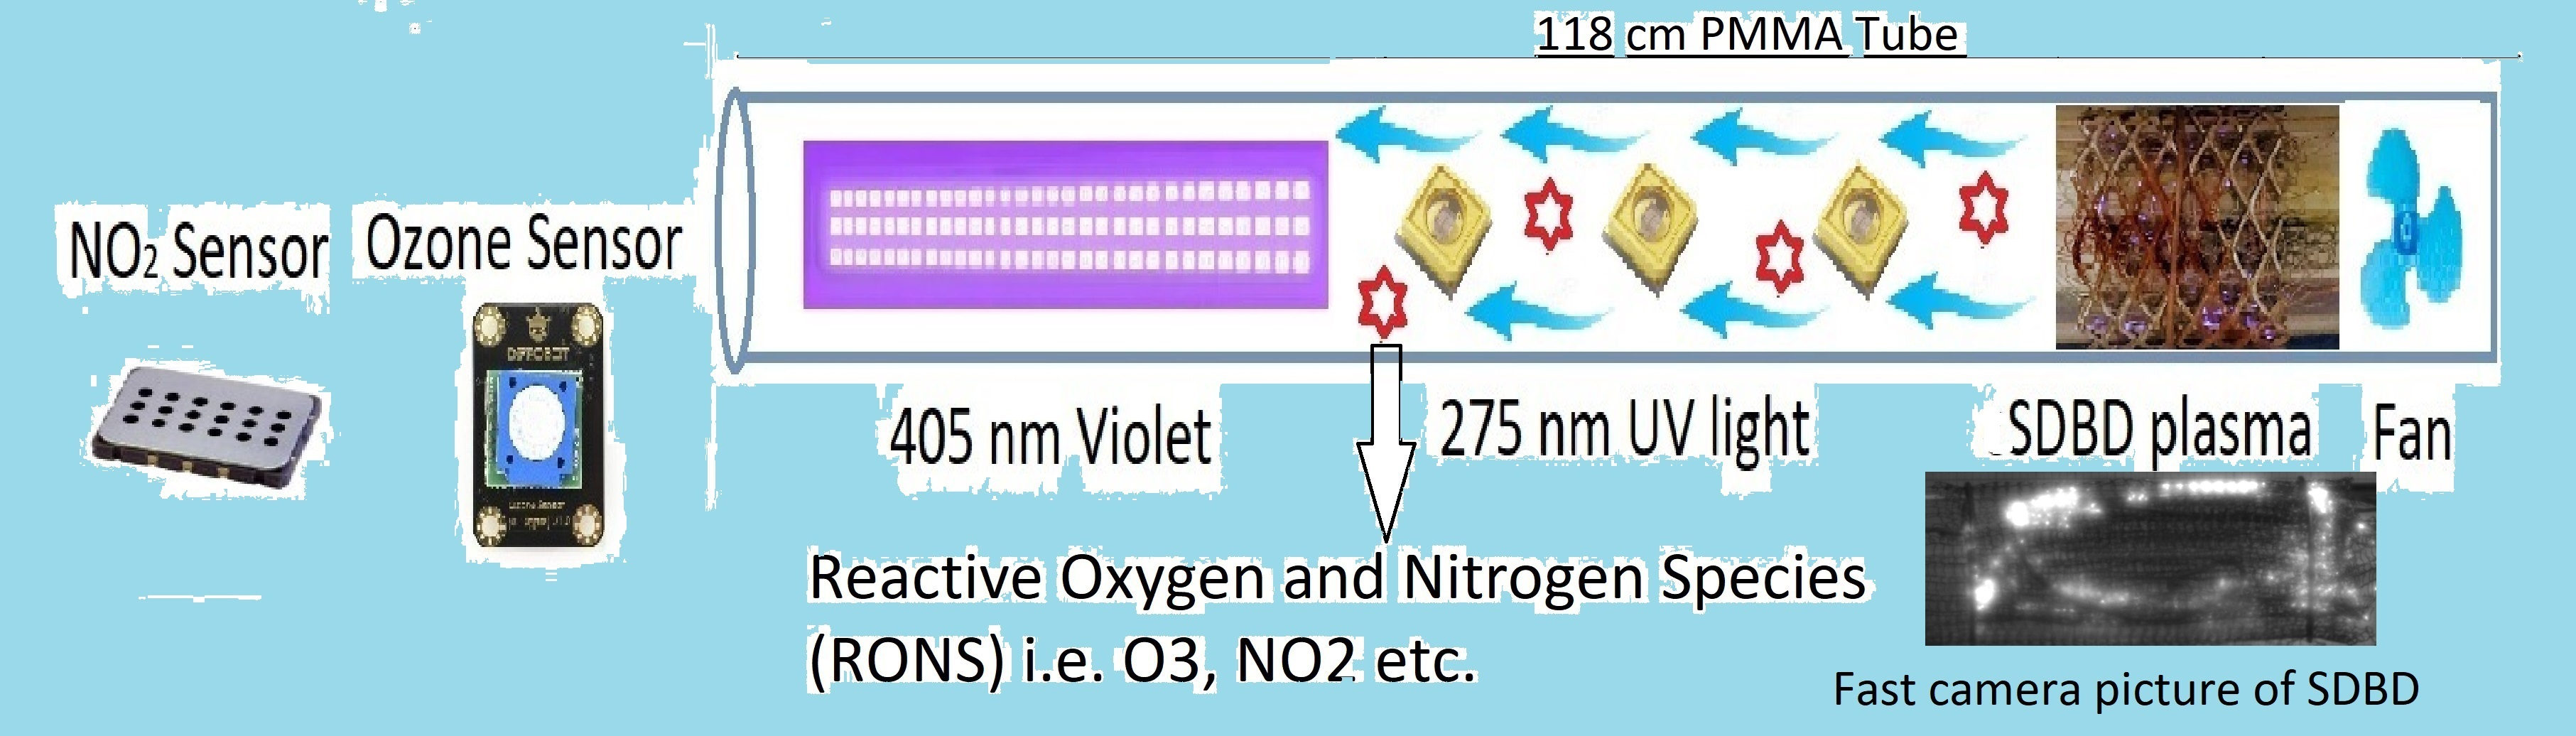 118 cm PMMA Tube
NO2 Sensor
Ozone Sensor
405 nm Violet
275 nm UV light
SDBD plasma
Fan
Reactive Oxygen and Nitrogen Species
(RONS) i.e. O3, NO2 etc.
Fast camera picture of SDBD